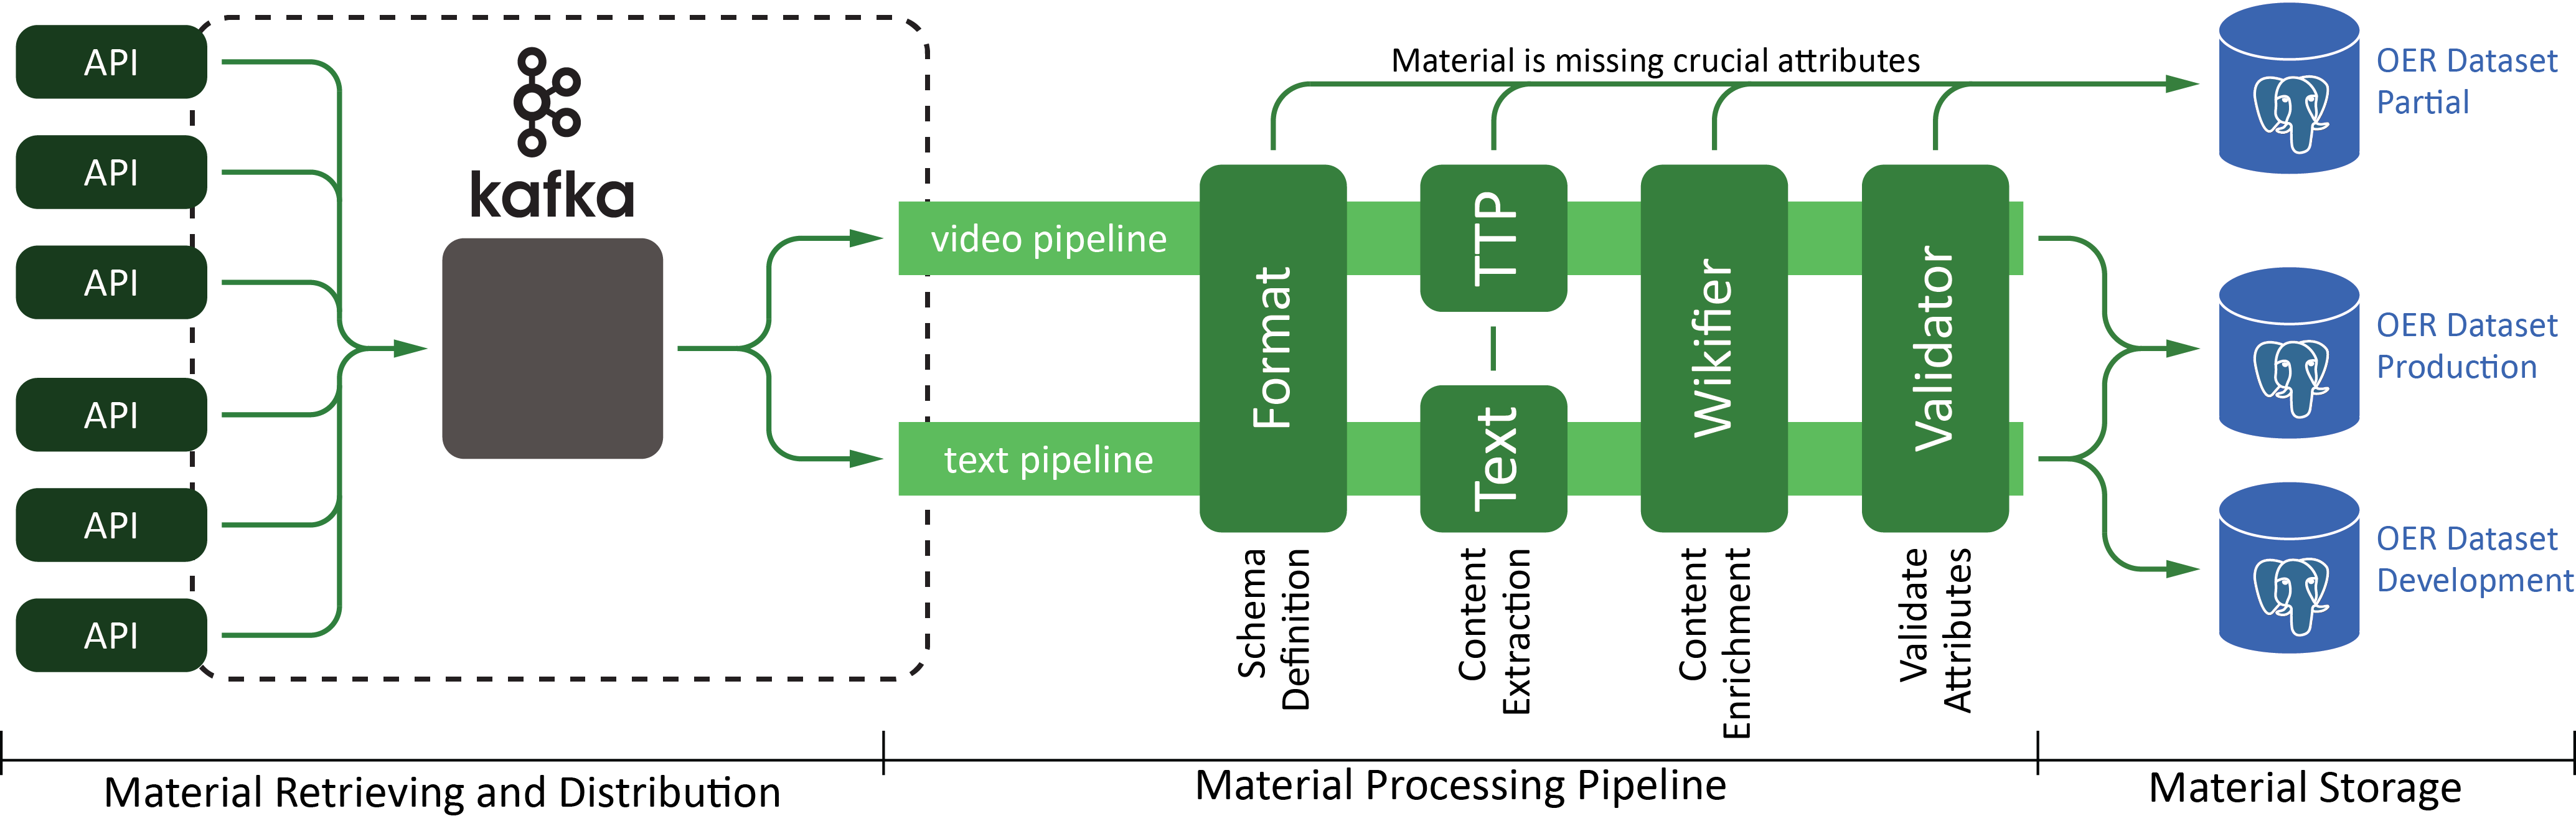 API
API
API
API
API
API
kafka
Material is missing crucial attributes
video pipeline
text pipeline
Format
TTP
Text
Wikifier
Validator
Schema
Definition
Content
Extraction
Content
Enrichment
Validate
Attributes
OER Dataset
Partial
OER Dataset
Production
OER Dataset
Development
Material Retrieving and Distribution
Material Processing Pipeline
Material Storage